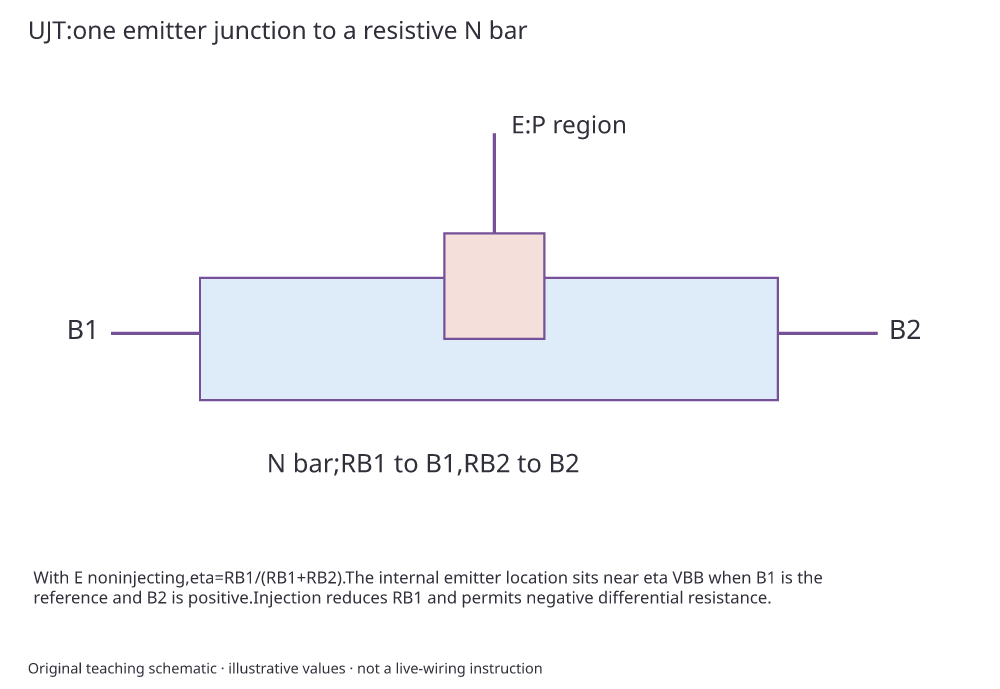 UJT:one emitter junction to a resistive N bar
E:P region
B1
B2
N bar;RB1 to B1,RB2 to B2
With E noninjecting,eta=RB1/(RB1+RB2).The internal emitter location sits near eta VBB when B1 is the
reference and B2 is positive.Injection reduces RB1 and permits negative differential resistance.
Original teaching schematic · illustrative values · not a live-wiring instruction